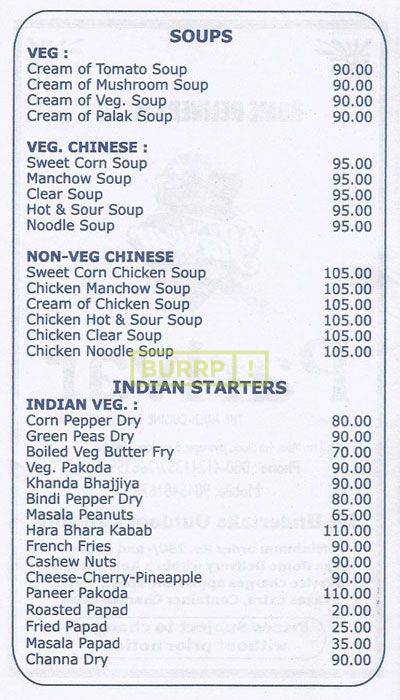 SOUPS
VEG :
Cream of Tomato Soup 90.00
Cream of Mushroom Soup 90.00
Cream of Veg. Soup 90.00
Cream of Palak Soup 90.00
VEG. CHINESE :
Sweet Corn Soup 95.00
Manchow Soup 95.00
Clear Soup 95.00
Hot & Sour Soup 95.00
Noodle Soup 95.00
NON-VEG CHINESE
Sweet Corn Chicken Soup 105.00
Chicken Manchow Soup 105.00
Cream of Chicken Soup 105.00
Chicken Hot & Sour Soup 105.00
Chicken Clear Soup 105.00
Chicken Noodle Soup 105.00
BURRP!
INDIAN STARTERS
INDIAN VEG. :
Corn Pepper Dry 80.00
Green Peas Dry 90.00
Boiled Veg Butter Fry 70.00
Veg. Pakoda 90.00
Khanda Bhajjiya 90.00
Bindi Pepper Dry 80.00
Masala Peanuts 65.00
Hara Bhara Kabab 110.00
French Fries 90.00
Cashew Nuts 90.00
Cheese-Cherry-Pineapple 90.00
Paneer Pakoda 110.00
Roasted Papad 20.00
Fried Papad 25.00
Masala Papad 35.00
Channa Dry 90.00